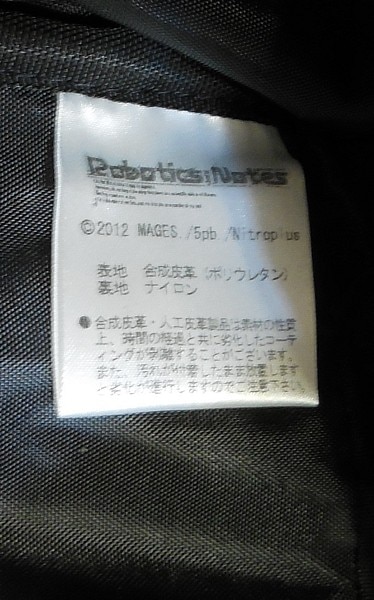 Robotics;Notes
©2012 MAGES./5pb./Nitroplus
表地 合成皮革(ポリウレタン)
裏地 ナイロン
●合成皮革・人工皮革製品は素材の性質
上、時間の経過と共に劣化したコーテ
ィングが剥離することがございます。
また、汚れが付着したまま放置します
と劣化が進行しますのでご注意下さい。